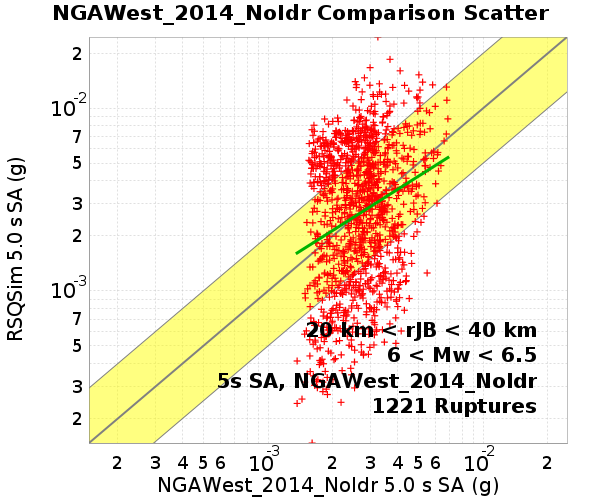 NGAWest_2014_NoIdr Comparison Scatter
RSQSim 5.0 s SA (g)
2
10-2
7
5
3
2
10-3
7
5
3
2
20 km < rJB < 40 km
6 < Mw < 6.5
5s SA, NGAWest_2014_NoIdr
1221 Ruptures
2 3 4 5 6 10-3 2 3 4 5 6 10-2 2
NGAWest_2014_NoIdr 5.0 s SA (g)